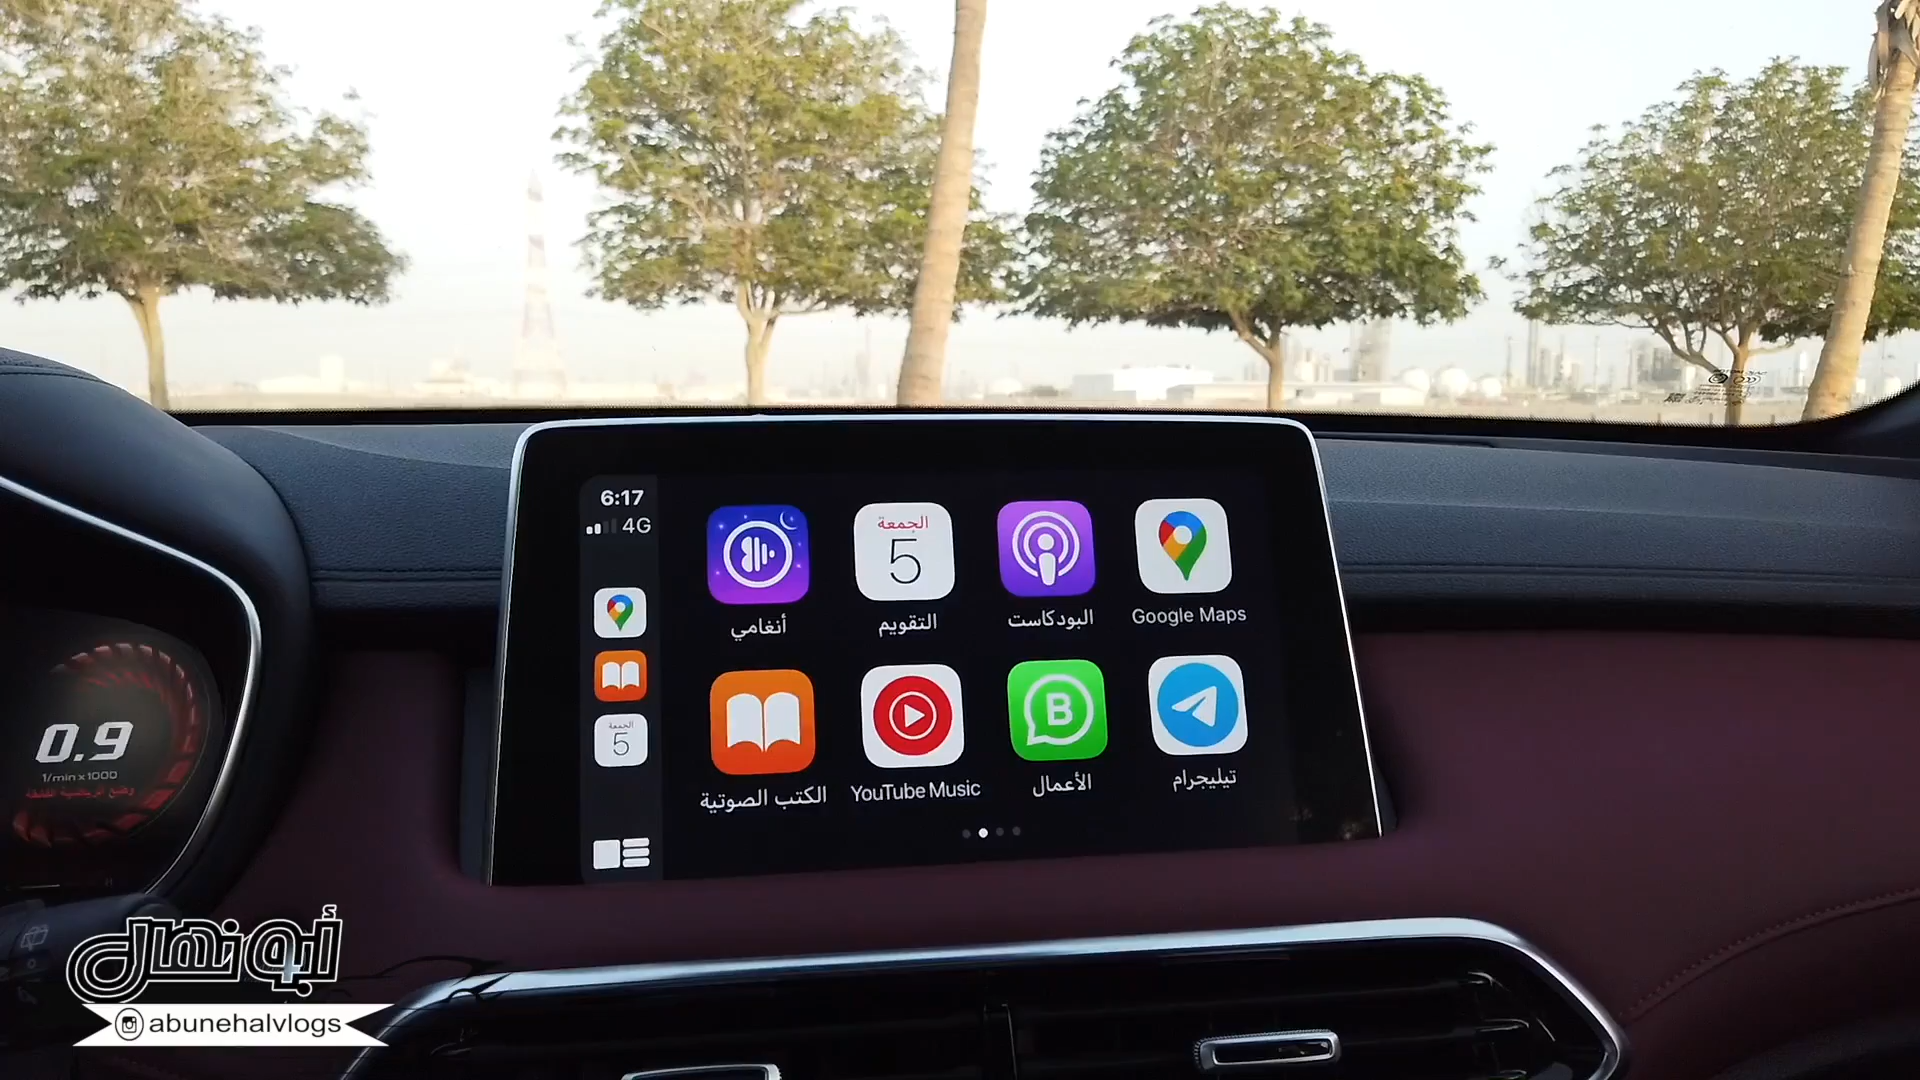 6:17
4G
الجمعة
5
أنغامي
التقويم
البودكاست
Google Maps
الجمعة
5
B
الكتب الصوتية
YouTube Music
الأعمال
تيليجرام
0.9
1/min x 1000
أبو نهال
@abunehalvlogs